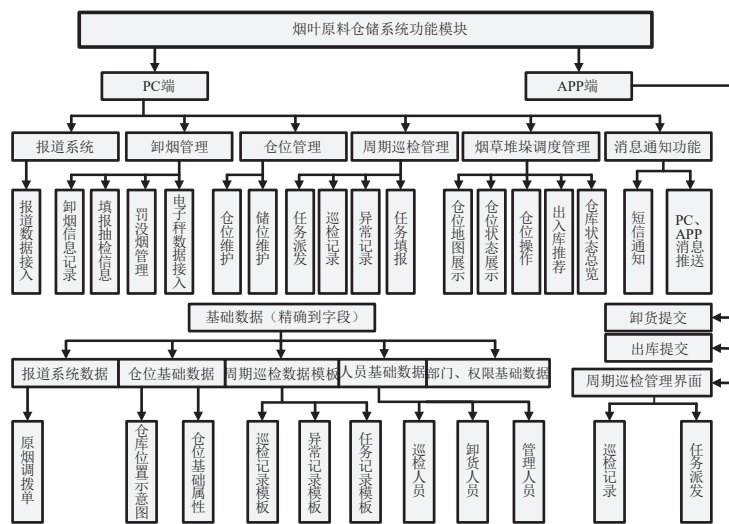 烟叶原料仓储系统功能模块
PC端
APP端
报道系统
卸烟管理
仓位管理
周期巡检管理
烟草堆垛调度管理
消息通知功能
报道数据接入
卸烟信息记录
填报抽检信息
罚没烟管理
电子秤数据接入
仓位维护
储位维护
任务派发
巡检记录
异常记录
任务填报
仓位地图展示
仓位状态展示
仓位操作
出入库推荐
仓库状态总览
短信通知
PC、
APP
消息
推送
基础数据（精确到字段）
卸货提交
出库提交
报道系统数据
仓位基础数据
周期巡检数据模板
人员基础数据
部门、权限基础数据
周期巡检管理界面
原烟调拨单
仓库位置示意图
仓位基础属性
巡检记录模板
异常记录模板
任务记录模板
巡检人员
卸货人员
管理人员
巡检记录
任务派发